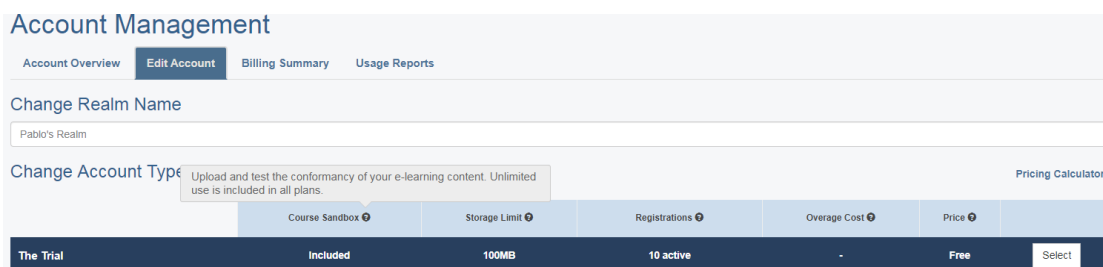 Account Management
Account Overview Edit Account Billing Summary Usage Reports
Change Realm Name
Pablo's Realm
Change Account Type
Upload and test the conformancy of your e-learning content. Unlimited
use is included in all plans.
Pricing Calculator
Course Sandbox Storage Limit Registrations Overage Cost Price
The Trial Included 100MB 10 active - Free Select